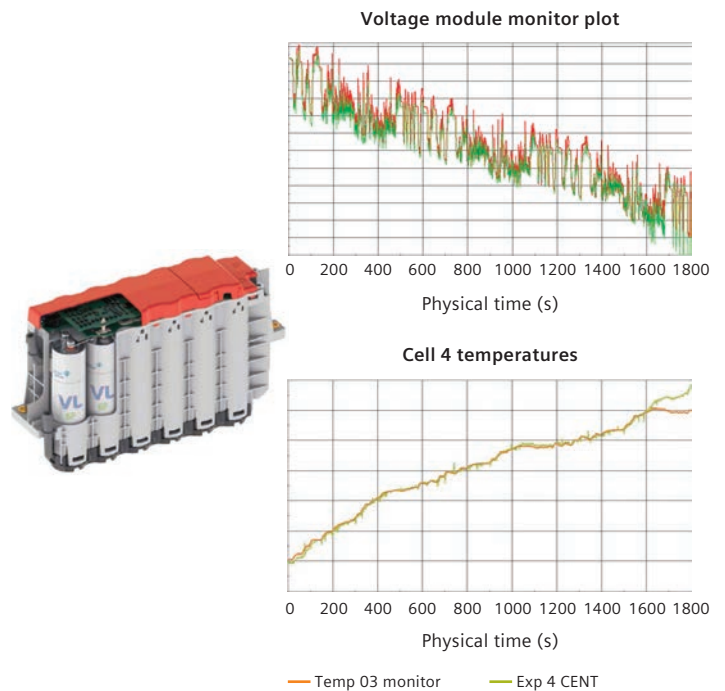 Voltage module monitor plot
0 200 400 600 800 1000 1200 1400 1600 1800
Physical time (s)
VL
VL
Cell 4 temperatures
0 200 400 600 800 1000 1200 1400 1600 1800
Physical time (s)
Temp 03 monitor
Exp 4 CENT